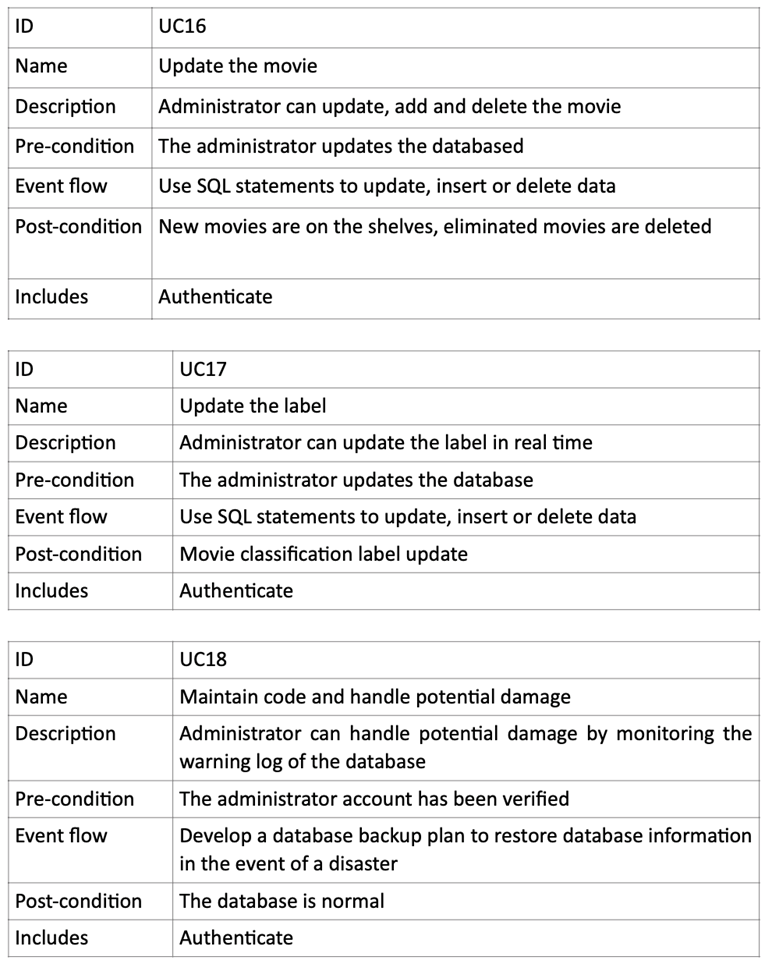 ID UC16
Name Update the movie
Description Administrator can update, add and delete the movie
Pre-condition The administrator updates the databased
Event flow Use SQL statements to update, insert or delete data
Post-condition New movies are on the shelves, eliminated movies are deleted
Includes Authenticate
ID UC17
Name Update the label
Description Administrator can update the label in real time
Pre-condition The administrator updates the database
Event flow Use SQL statements to update, insert or delete data
Post-condition Movie classification label update
Includes Authenticate
ID UC18
Name Maintain code and handle potential damage
Description Administrator can handle potential damage by monitoring the
warning log of the database
Pre-condition The administrator account has been verified
Event flow Develop a database backup plan to restore database information
in the event of a disaster
Post-condition The database is normal
Includes Authenticate